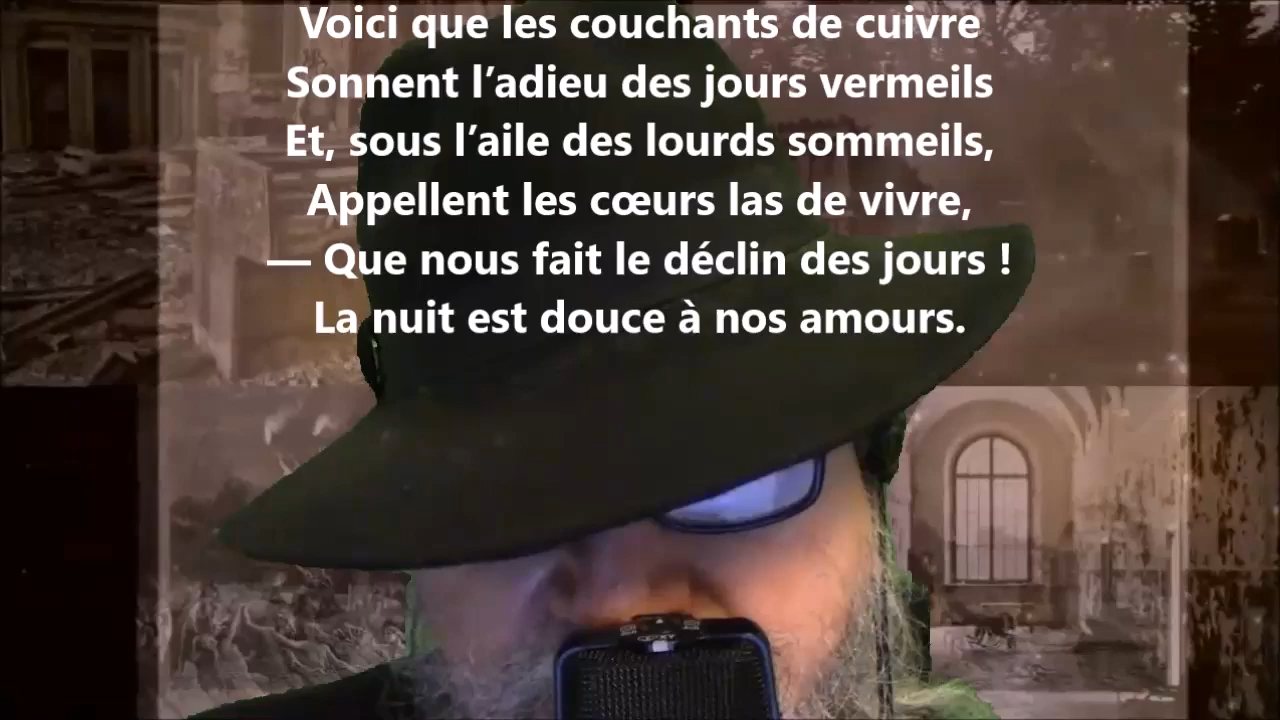 Voici que les couchants de cuivre
Sonnent l’adieu des jours vermeils
Et, sous l’aile des lourds sommeils,
Appellent les cœurs las de vivre,
— Que nous fait le déclin des jours !
La nuit est douce à nos amours.